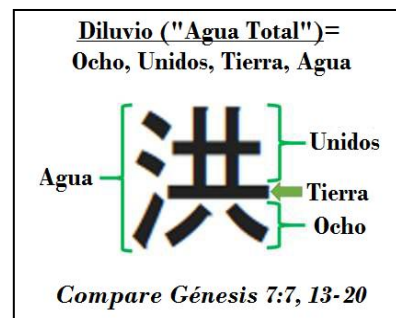 Diluvio ("Agua Total")=
Ocho, Unidos, Tierra, Agua
洪
Unidos
Agua
Tierra
Ocho
Compare Génesis 7:7, 13-20